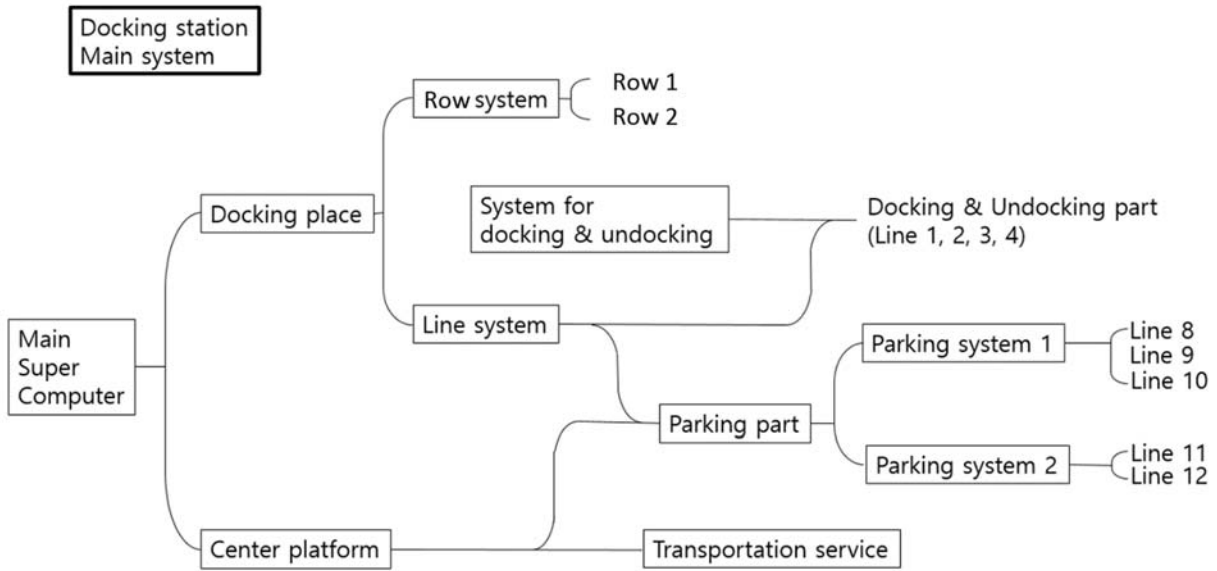 Docking station
Main system
Row system
Row 1
Row 2
Docking place
System for
docking & undocking
Docking & Undocking part
(Line 1, 2, 3, 4)
Line system
Main
Super
Computer
Parking system 1
Line 8
Line 9
Line 10
Parking part
Parking system 2
Line 11
Line 12
Center platform
Transportation service